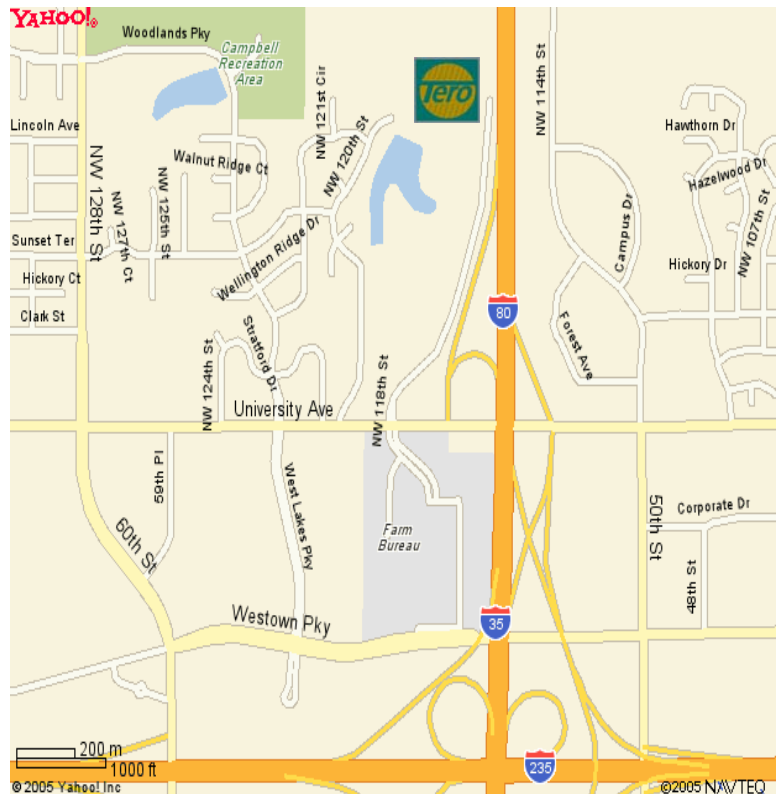 YAHOO!®
Woodlands Pky
Campbell
Recreation
Area
Tero
NW 114th St
NW 121st Cir
NW 120th St
Lincoln Ave
NW 128th St
Walnut Ridge Ct
Hawthorn Dr
Hazelwood Dr
NW 107th St
Campus Dr
NW 127th Ct
NW 125th St
Sunset Ter
Wellington Ridge Dr
Hickory Ct
Hickory Dr
Clark St
80
Forest Ave
Stratford Dr
NW 124th St
NW 118th St
University Ave
59th Pl
West Lakes Pky
60th St
Farm
Bureau
50th St
Corporate Dr
48th St
Westown Pky
35
235
200 m
1000 ft
©2005 Yahoo! Inc
©2005 NAVTEQ